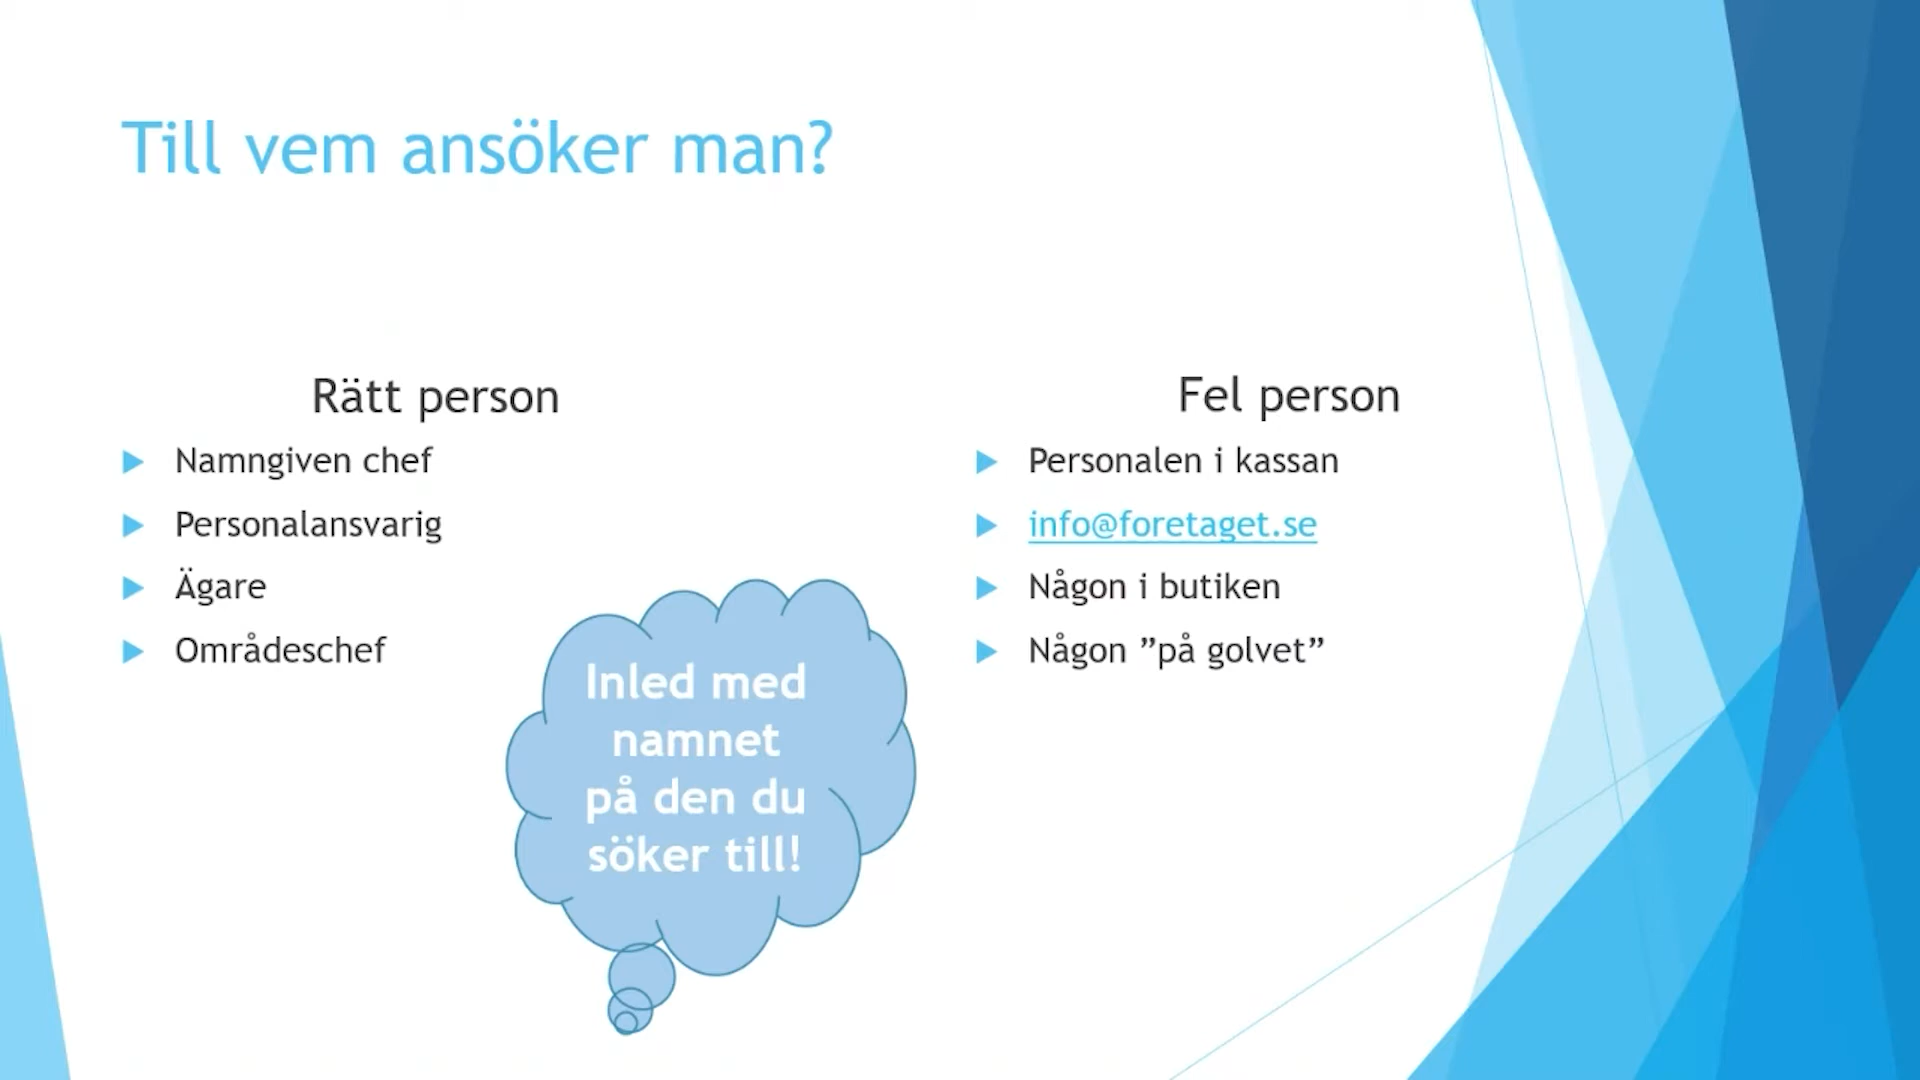 Till vem ansöker man?
Rätt person
Namngiven chef
Personalansvarig
Ägare
Områdeschef
Inled med
namnet
på den du
söker till!
Fel person
Personalen i kassan
info@foretaget.se
Någon i butiken
Någon ”på golvet”